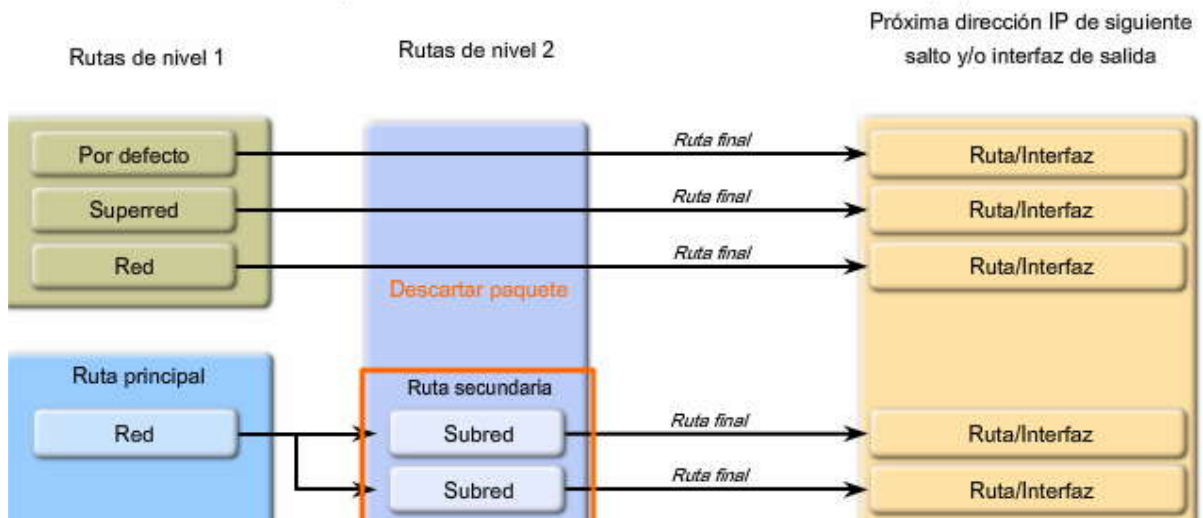 Rutas de nivel 1
Rutas de nivel 2
Próxima dirección IP de siguiente
salto y/o interfaz de salida
Por defecto
Ruta final
Ruta/Interfaz
Superred
Ruta final
Ruta/Interfaz
Red
Ruta final
Ruta/Interfaz
Descartar paquete
Ruta principal
Ruta secundaria
Red
Subred
Ruta final
Ruta/Interfaz
Subred
Ruta final
Ruta/Interfaz